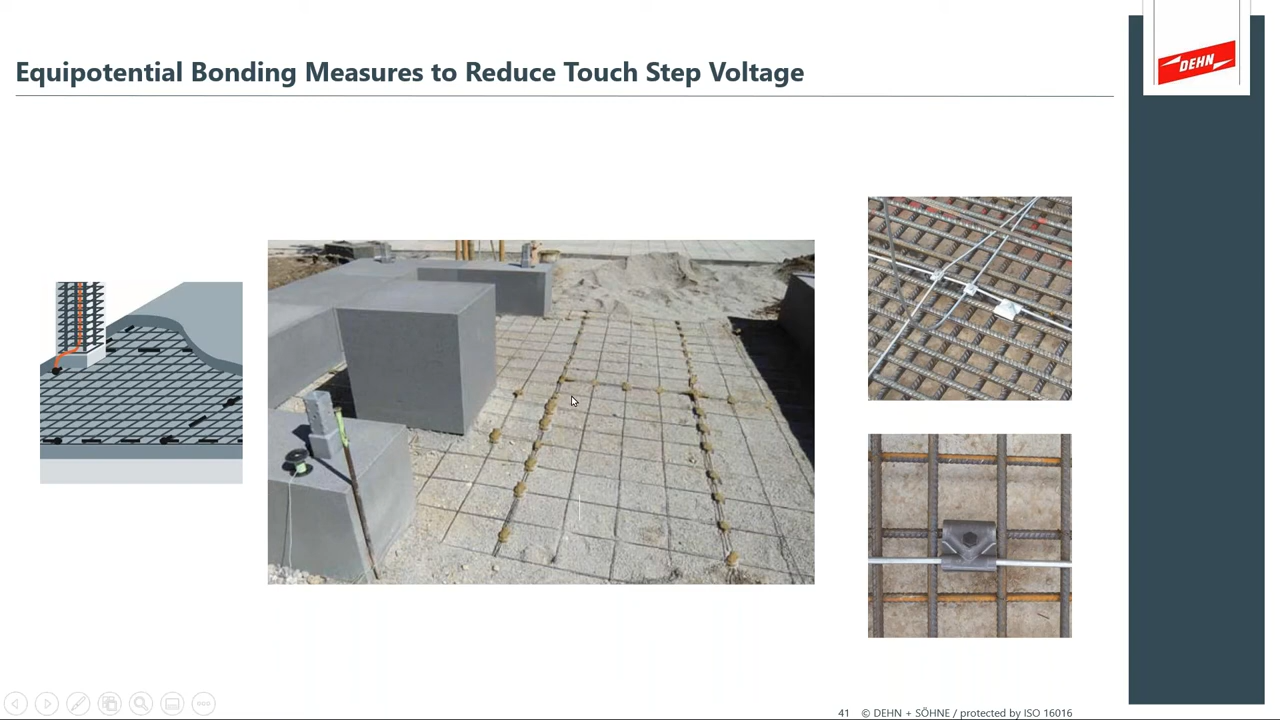 Equipotential Bonding Measures to Reduce Touch Step Voltage
DEHN
41 © DEHN + SÖHNE / protected by ISO 16016